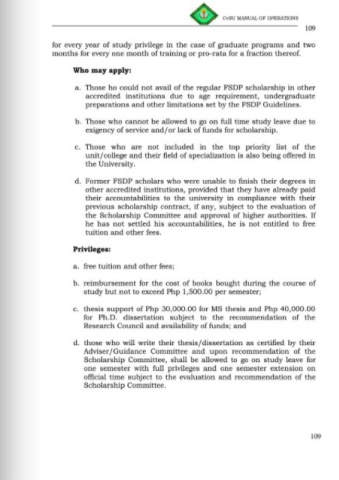 CvSU MANUAL OF OPERATIONS
109
for every year of study privilege in the case of graduate programs and two
months for every one month of training or pro-rata for a fraction thereof.
Who may apply:
a. Those ho could not avail of the regular FSDP scholarship in other
accredited institutions due to age requirement, undergraduate
preparations and other limitations set by the FSDP Guidelines.
b. Those who cannot be allowed to go on full time study leave due to
exigency of service and/or lack of funds for scholarship.
c. Those who are not included in the top priority list of the
unit/college and their field of specialization is also being offered in
the University.
d. Former FSDP scholars who were unable to finish their degrees in
other accredited institutions, provided that they have already paid
their accountabilities to the university in compliance with their
previous scholarship contract, if any, subject to the evaluation of
the Scholarship Committee and approval of higher authorities. If
he has not settled his accountabilities, he is not entitled to free
tuition and other fees.
Privileges:
a. free tuition and other fees;
b. reimbursement for the cost of books bought during the course of
study but not to exceed Php 1,500.00 per semester;
c. thesis support of Php 30,000.00 for MS thesis and Php 40,000.00
for Ph.D. dissertation subject to the recommendation of the
Research Council and availability of funds; and
d. those who will write their thesis/dissertation as certified by their
Adviser/Guidance Committee and upon recommendation of the
Scholarship Committee, shall be allowed to go on study leave for
one semester with full privileges and one semester extension on
official time subject to the evaluation and recommendation of the
Scholarship Committee.
109